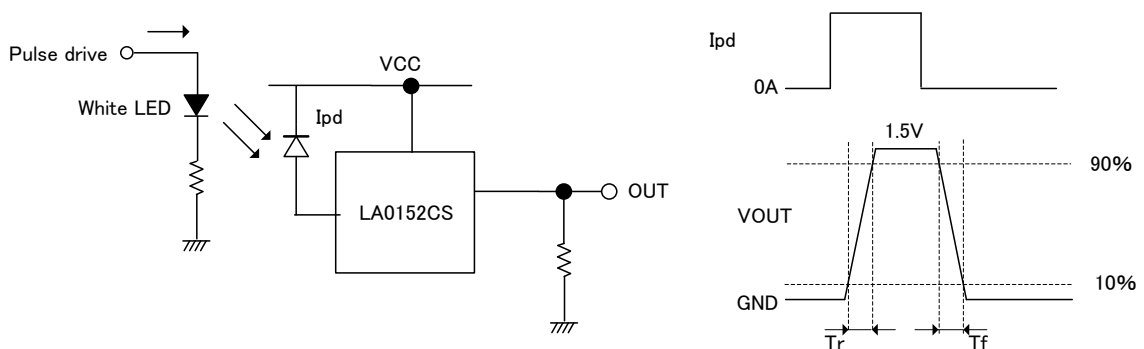 Pulse drive
White LED
VCC
Ipd
LA0152CS
OUT
Ipd
0A
1.5V
90%
VOUT
10%
GND
Tr
Tf